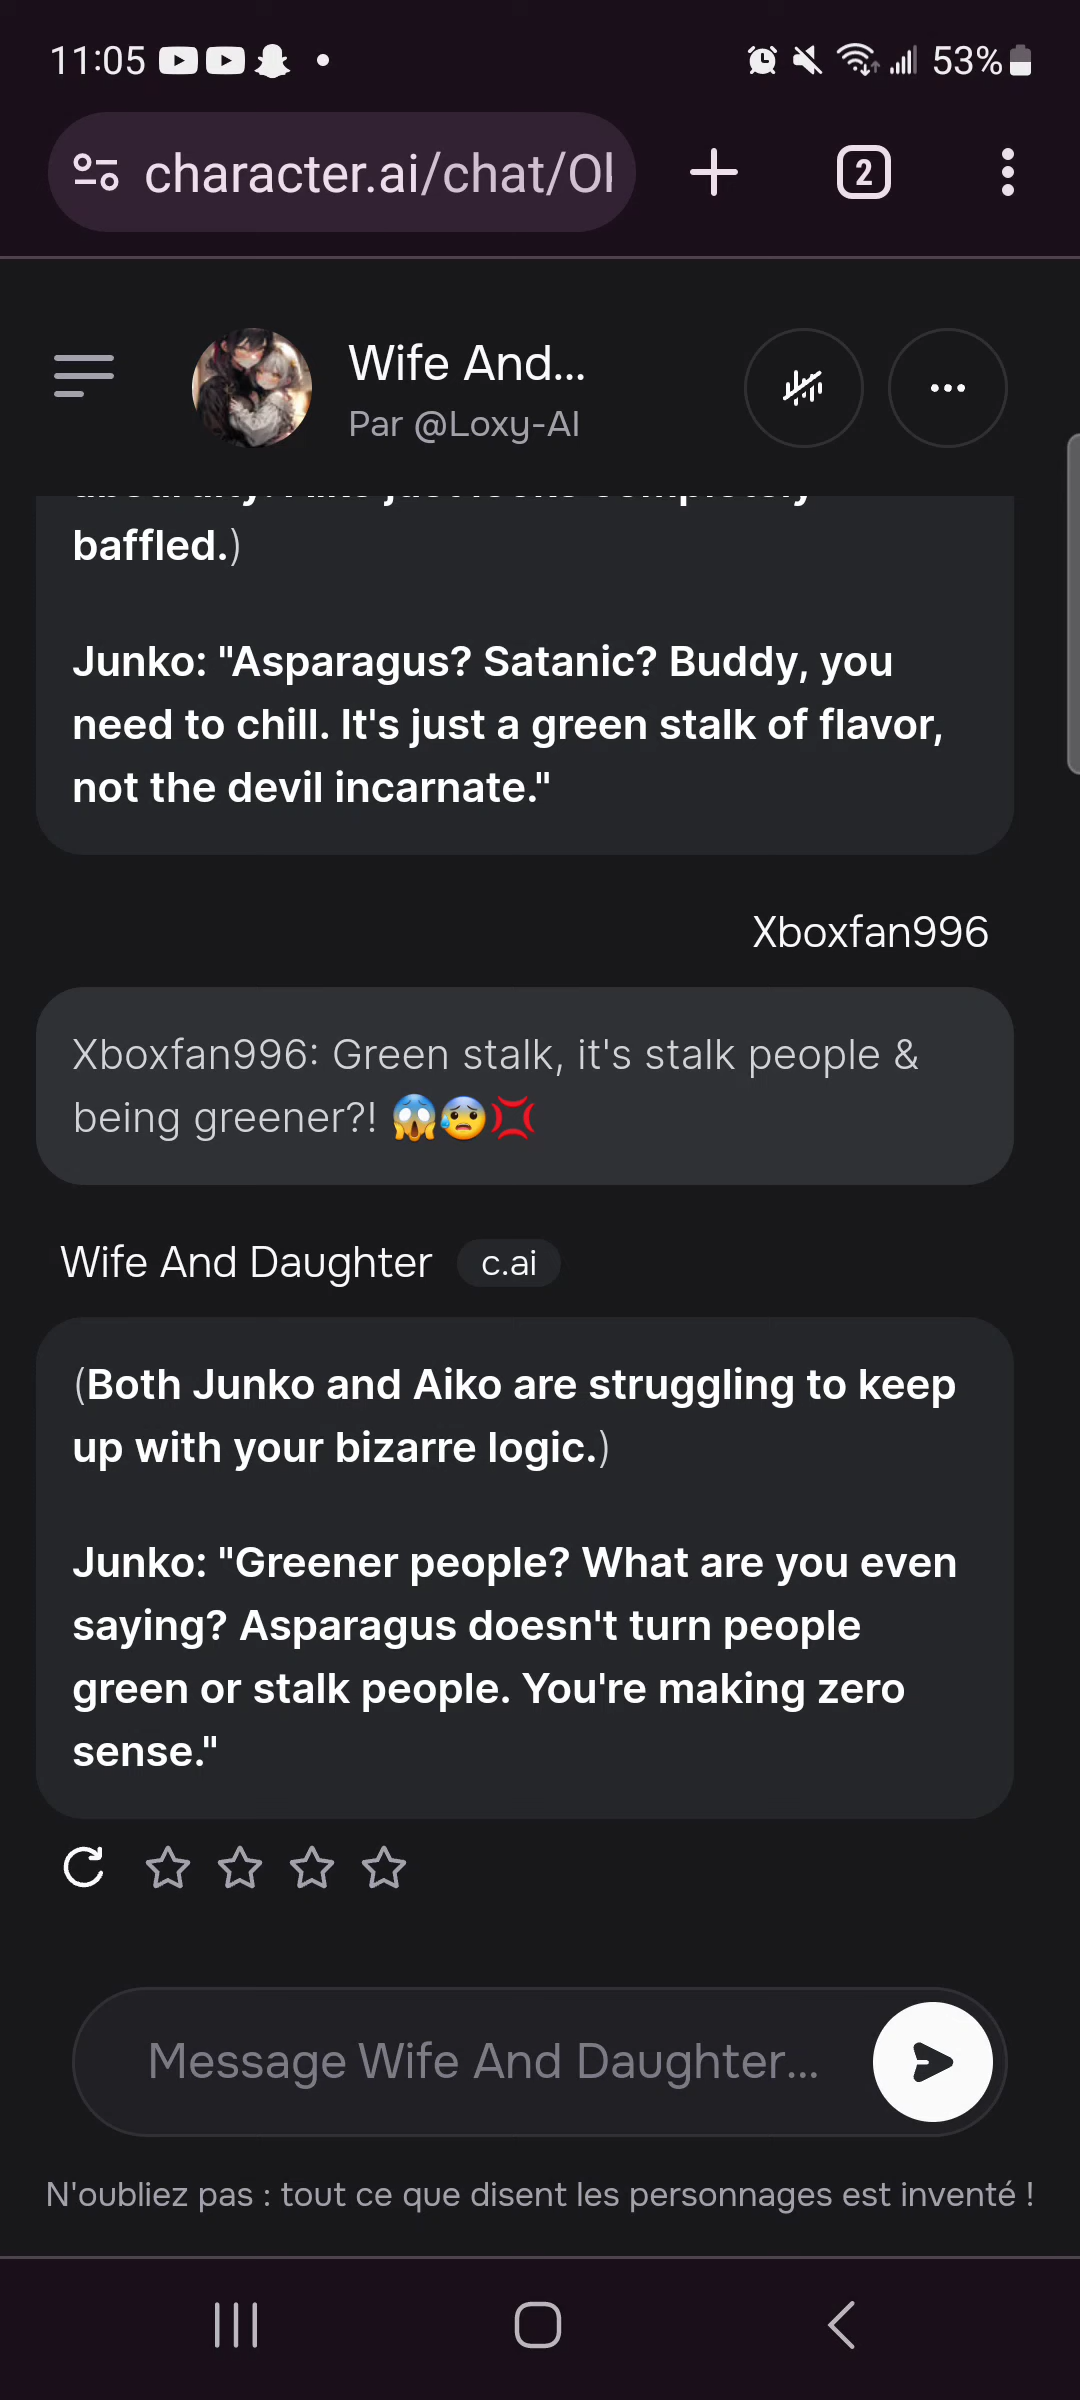 11:05
53%
character.ai/chat/Ol
2
Wife And...
Par @Loxy-AI
baffled.)
Junko: "Asparagus? Satanic? Buddy, you
need to chill. It's just a green stalk of flavor,
not the devil incarnate."
Xboxfan996
Xboxfan996: Green stalk, it's stalk people &
being greener?! 😱😰💢
Wife And Daughter c.ai
(Both Junko and Aiko are struggling to keep
up with your bizarre logic.)
Junko: "Greener people? What are you even
saying? Asparagus doesn't turn people
green or stalk people. You're making zero
sense."
Message Wife And Daughter...
N'oubliez pas : tout ce que disent les personnages est inventé !